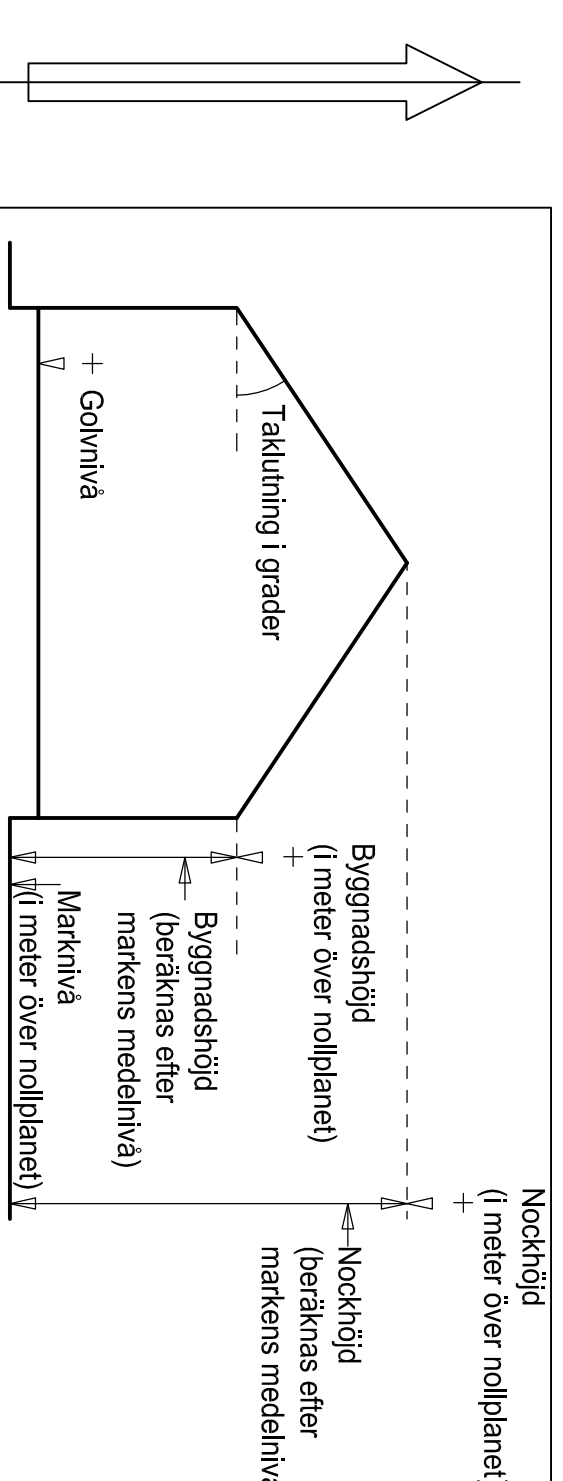 Nockhöjd
(i meter över nollplanet)
+
Byggnadshöjd
(i meter över nollplanet)
+
Nockhöjd
(beräknas efter
markens medelnivå
Taklutning i grader
Byggnadshöjd
(beräknas efter
markens medelnivå)
+ Golvnivå
Marknivå
(i meter över nollplanet)